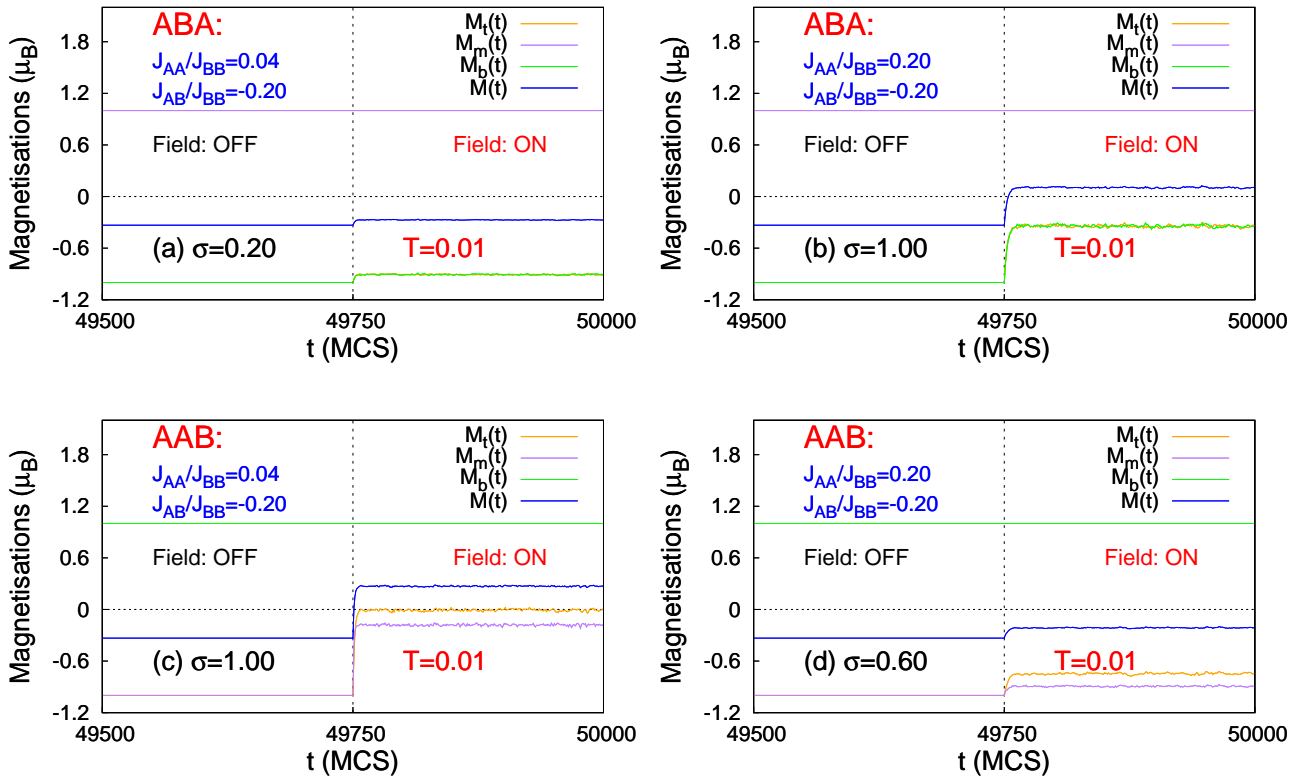 ABA:
J_AA/J_BB=0.04
J_AB/J_BB=-0.20
M_t(t)
M_m(t)
M_b(t)
M(t)
Field: OFF
Field: ON
(a) σ=0.20
T=0.01
Magnetisations (μ_B)
1.8
1.2
0.6
0
-0.6
-1.2
49500
49750
50000
t (MCS)
ABA:
J_AA/J_BB=0.20
J_AB/J_BB=-0.20
M_t(t)
M_m(t)
M_b(t)
M(t)
Field: OFF
Field: ON
(b) σ=1.00
T=0.01
Magnetisations (μ_B)
1.8
1.2
0.6
0
-0.6
-1.2
49500
49750
50000
t (MCS)
AAB:
J_AA/J_BB=0.04
J_AB/J_BB=-0.20
M_t(t)
M_m(t)
M_b(t)
M(t)
Field: OFF
Field: ON
(c) σ=1.00
T=0.01
Magnetisations (μ_B)
1.8
1.2
0.6
0
-0.6
-1.2
49500
49750
50000
t (MCS)
AAB:
J_AA/J_BB=0.20
J_AB/J_BB=-0.20
M_t(t)
M_m(t)
M_b(t)
M(t)
Field: OFF
Field: ON
(d) σ=0.60
T=0.01
Magnetisations (μ_B)
1.8
1.2
0.6
0
-0.6
-1.2
49500
49750
50000
t (MCS)